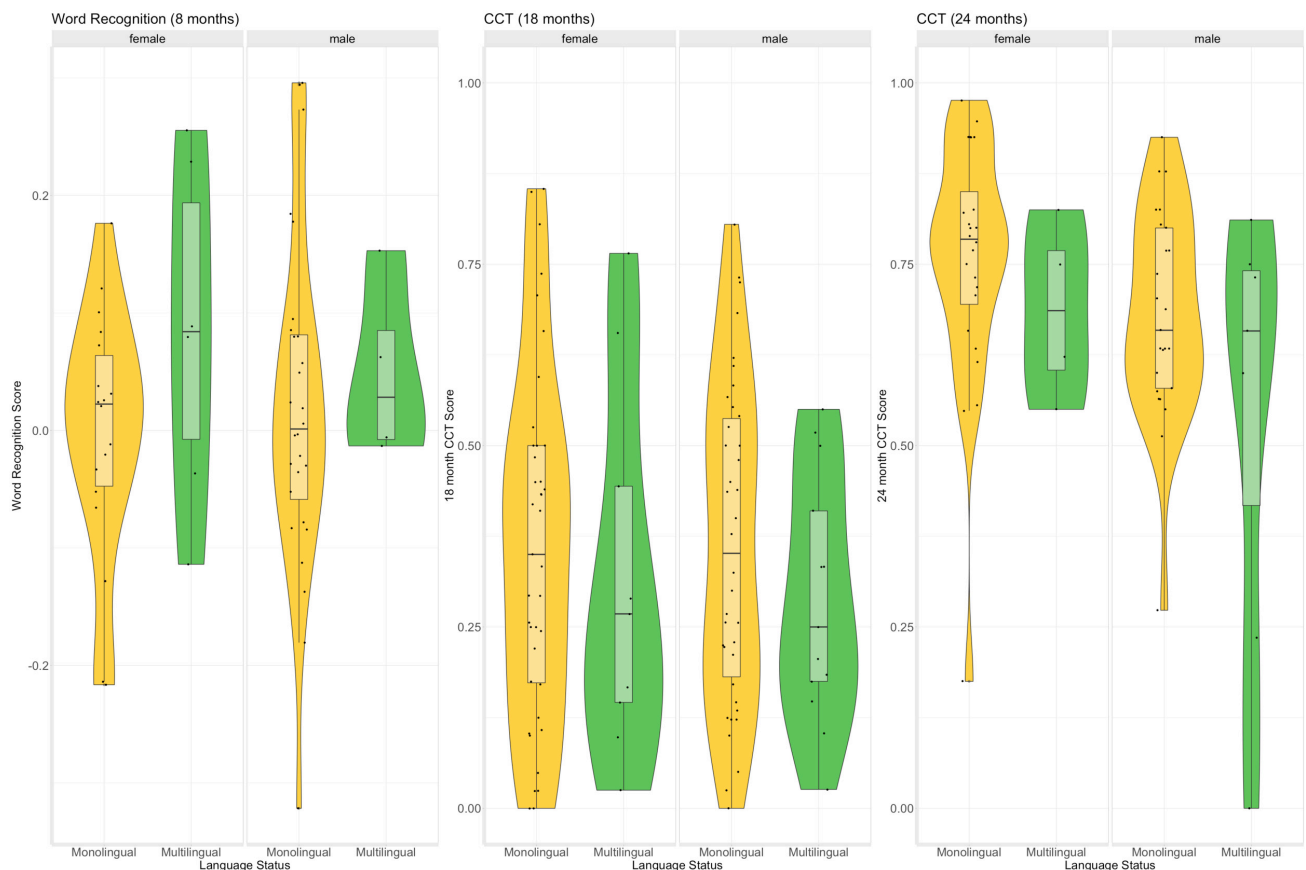 Word Recognition (8 months)
female
male
Word Recognition Score
0.2
0.0
-0.2
Monolingual
Multilingual
Monolingual
Multilingual
Language Status
CCT (18 months)
female
male
18 month CCT Score
1.00
0.75
0.50
0.25
0.00
Monolingual
Multilingual
Monolingual
Multilingual
Language Status
CCT (24 months)
female
male
24 month CCT Score
1.00
0.75
0.50
0.25
0.00
Monolingual
Multilingual
Monolingual
Multilingual
Language Status